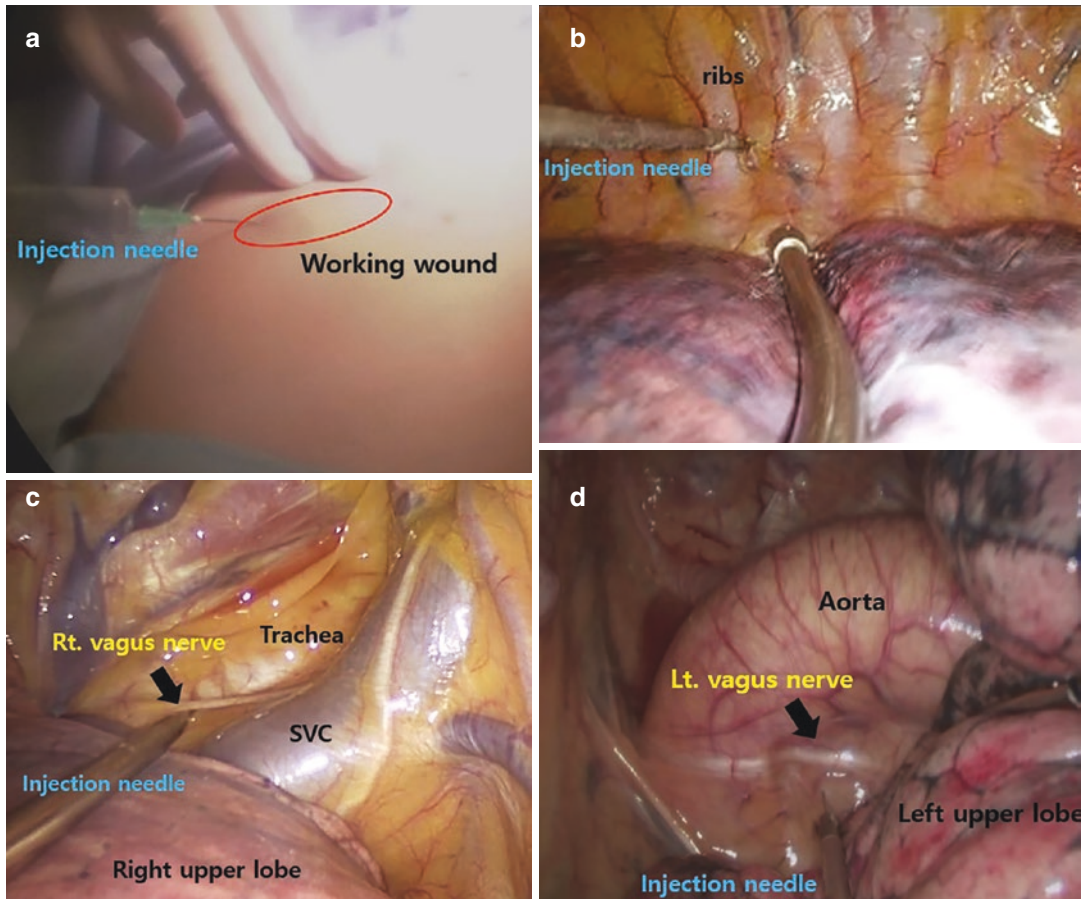 a
Injection needle
Working wound
b
ribs
Injection needle
c
Rt. vagus nerve
Trachea
SVC
Injection needle
Right upper lobe
d
Aorta
Lt. vagus nerve
Left upper lobe
Injection needle